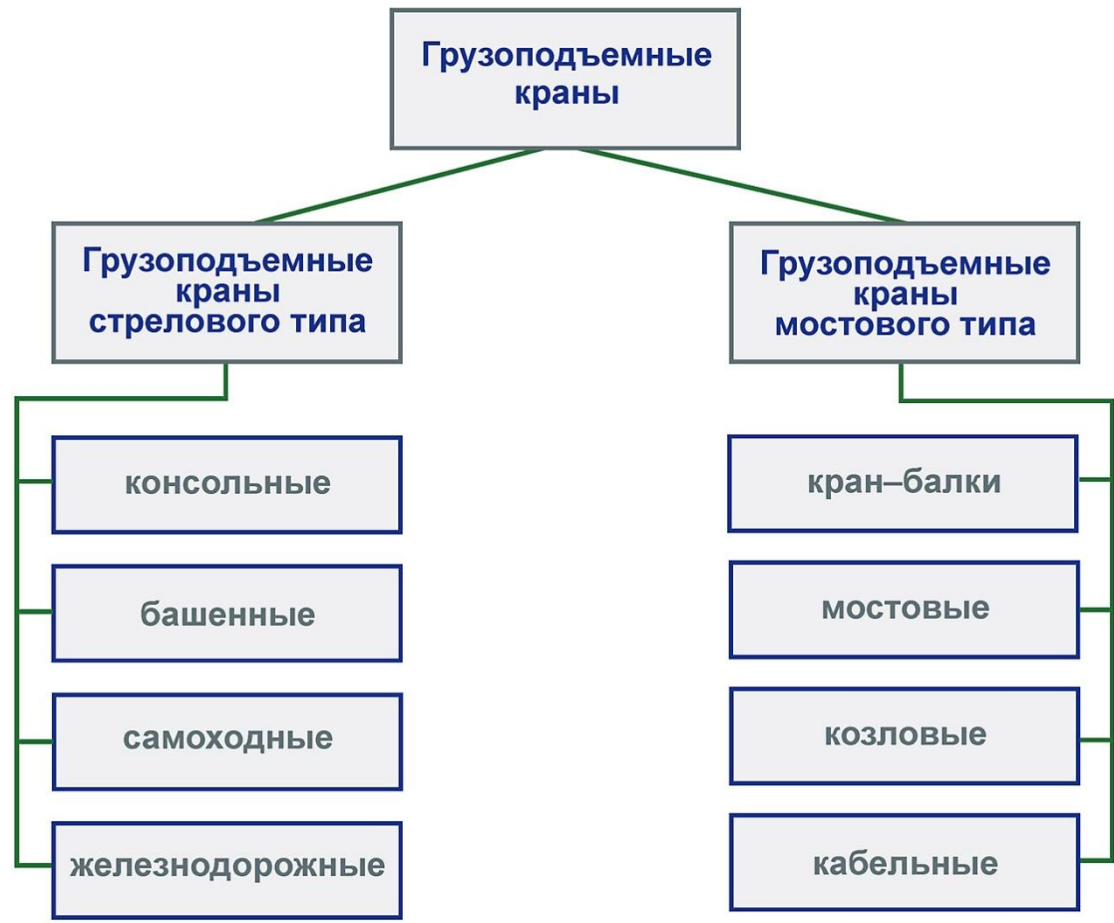 Грузоподъемные
краны
Грузоподъемные
краны
стрелового типа
Грузоподъемные
краны
мостового типа
консольные
башенные
самоходные
железнодорожные
кран–балки
мостовые
козловые
кабельные